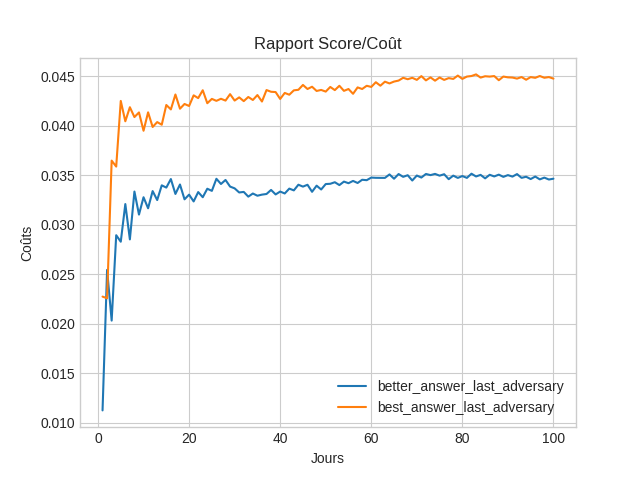 Rapport Score/Coût
0.045
0.040
0.035
0.030
0.025
0.020
0.015
0.010
Coûts
better_answer_last_adversary
best_answer_last_adversary
0 20 40 60 80 100
Jours